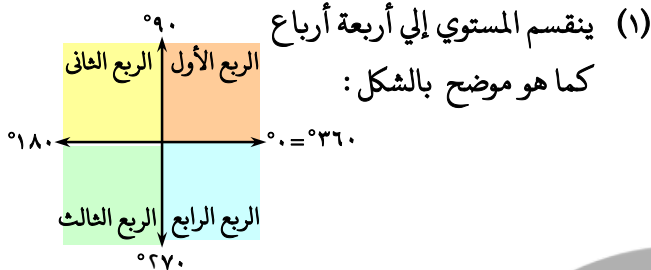 (١) ينقسم المستوي إلي أربعة أرباع
كما هو موضح بالشكل :
٩٠°
الربع الأول
الربع الثانى
٠°=٣٦٠°
١٨٠°
الربع الرابع
الربع الثالث
٢٧٠°